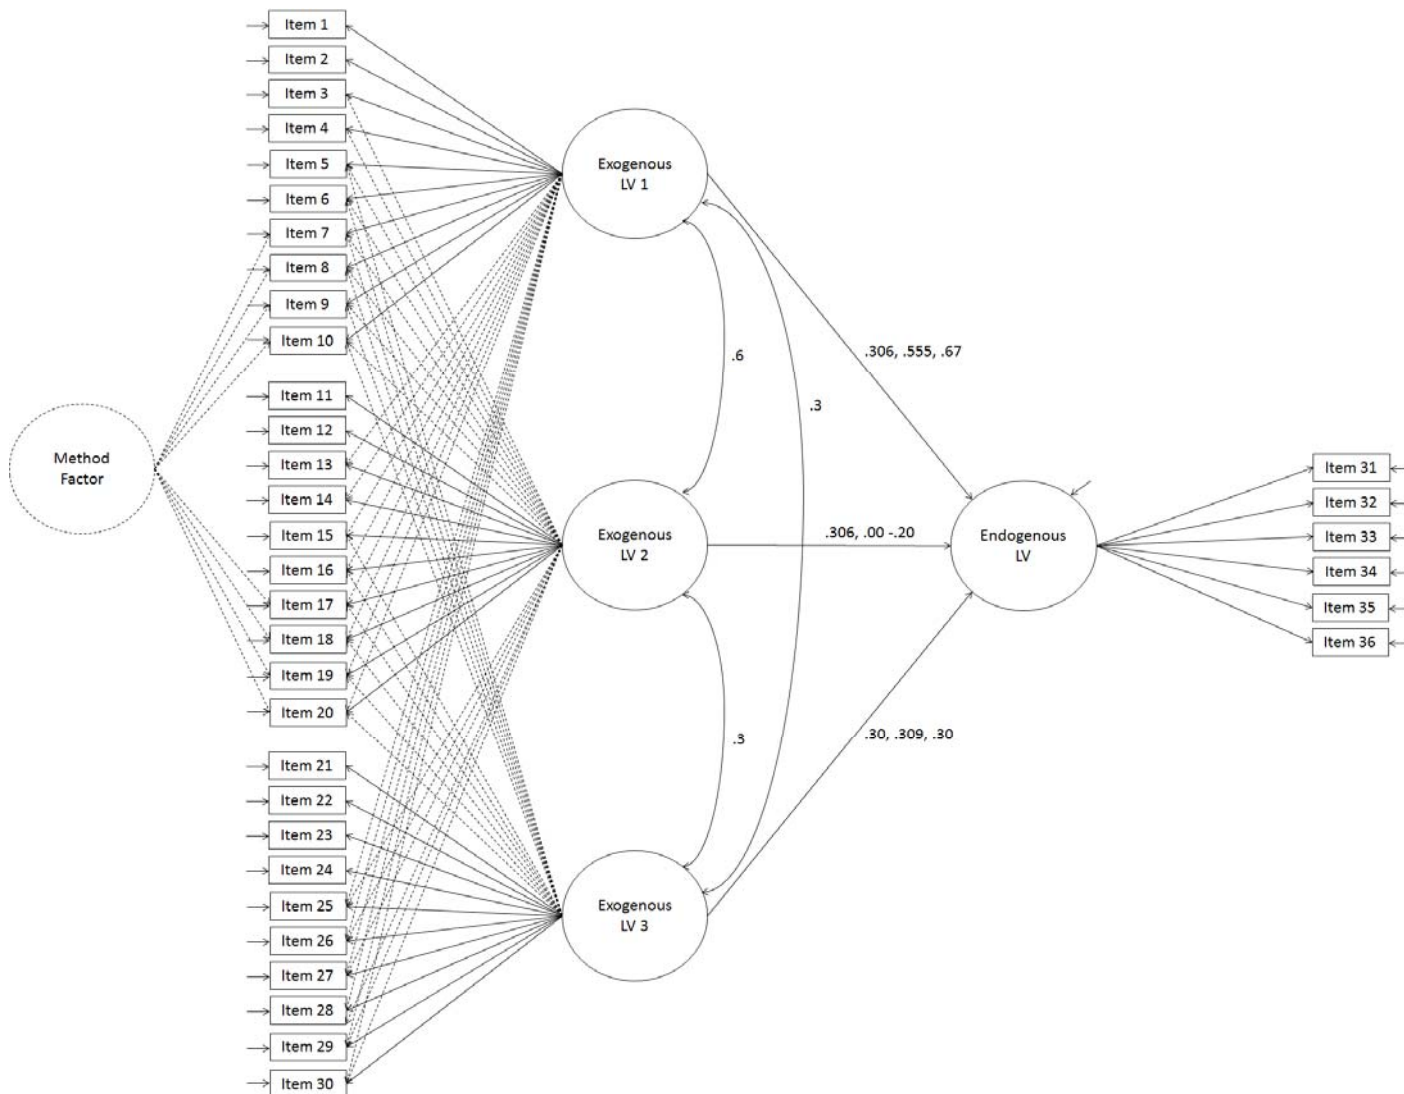 Item 1
Item 2
Item 3
Item 4
Item 5
Item 6
Item 7
Item 8
Item 9
Item 10
Item 11
Item 12
Item 13
Item 14
Item 15
Item 16
Item 17
Item 18
Item 19
Item 20
Item 21
Item 22
Item 23
Item 24
Item 25
Item 26
Item 27
Item 28
Item 29
Item 30
Method
Factor
Exogenous
LV 1
Exogenous
LV 2
Exogenous
LV 3
.6
.3
.3
.306, .555, .67
.306, .00 -.20
.30, .309, .30
Endogenous
LV
Item 31
Item 32
Item 33
Item 34
Item 35
Item 36